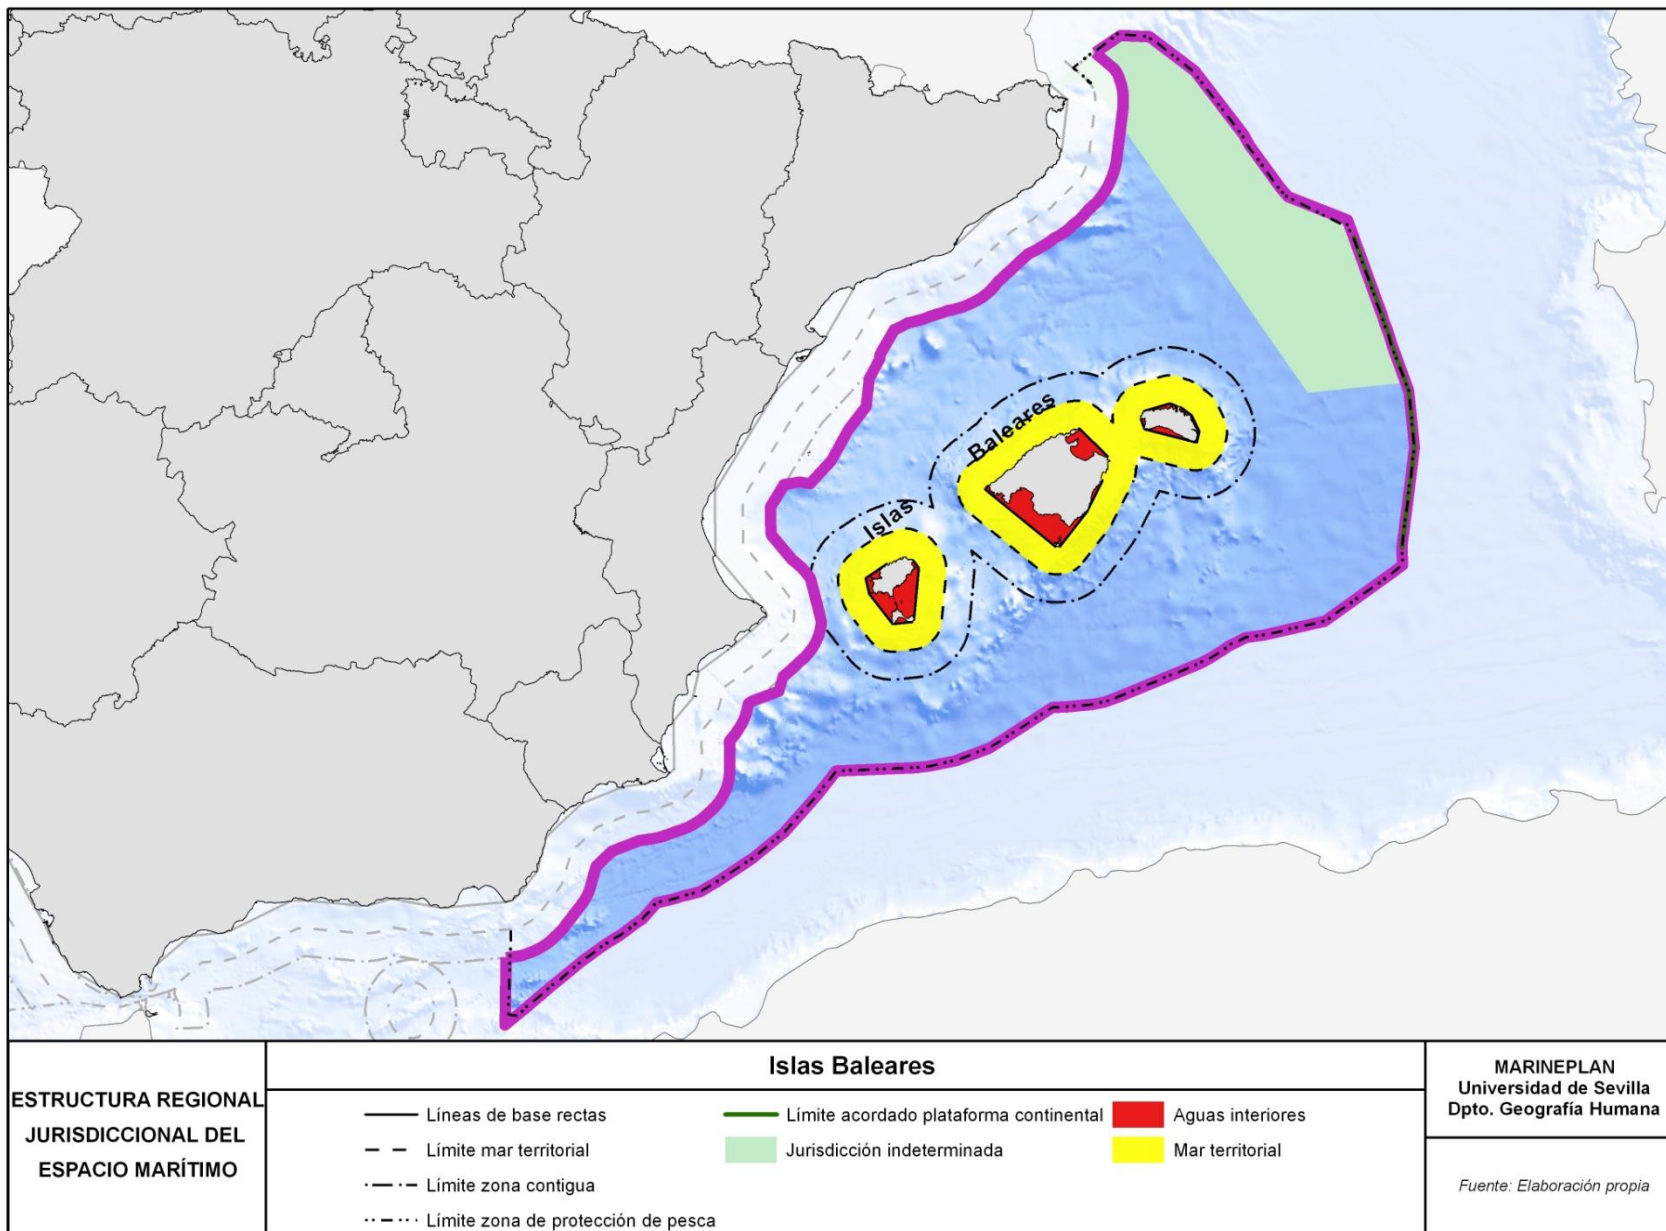 Baleares
Islas
ESTRUCTURA REGIONAL
JURISDICCIONAL DEL
ESPACIO MARÍTIMO
Islas Baleares
Líneas de base rectas
Límite mar territorial
Límite zona contigua
Límite zona de protección de pesca
Límite acordado plataforma continental
Jurisdicción indeterminada
Aguas interiores
Mar territorial
MARINEPLAN
Universidad de Sevilla
Dpto. Geografía Humana
Fuente: Elaboración propia